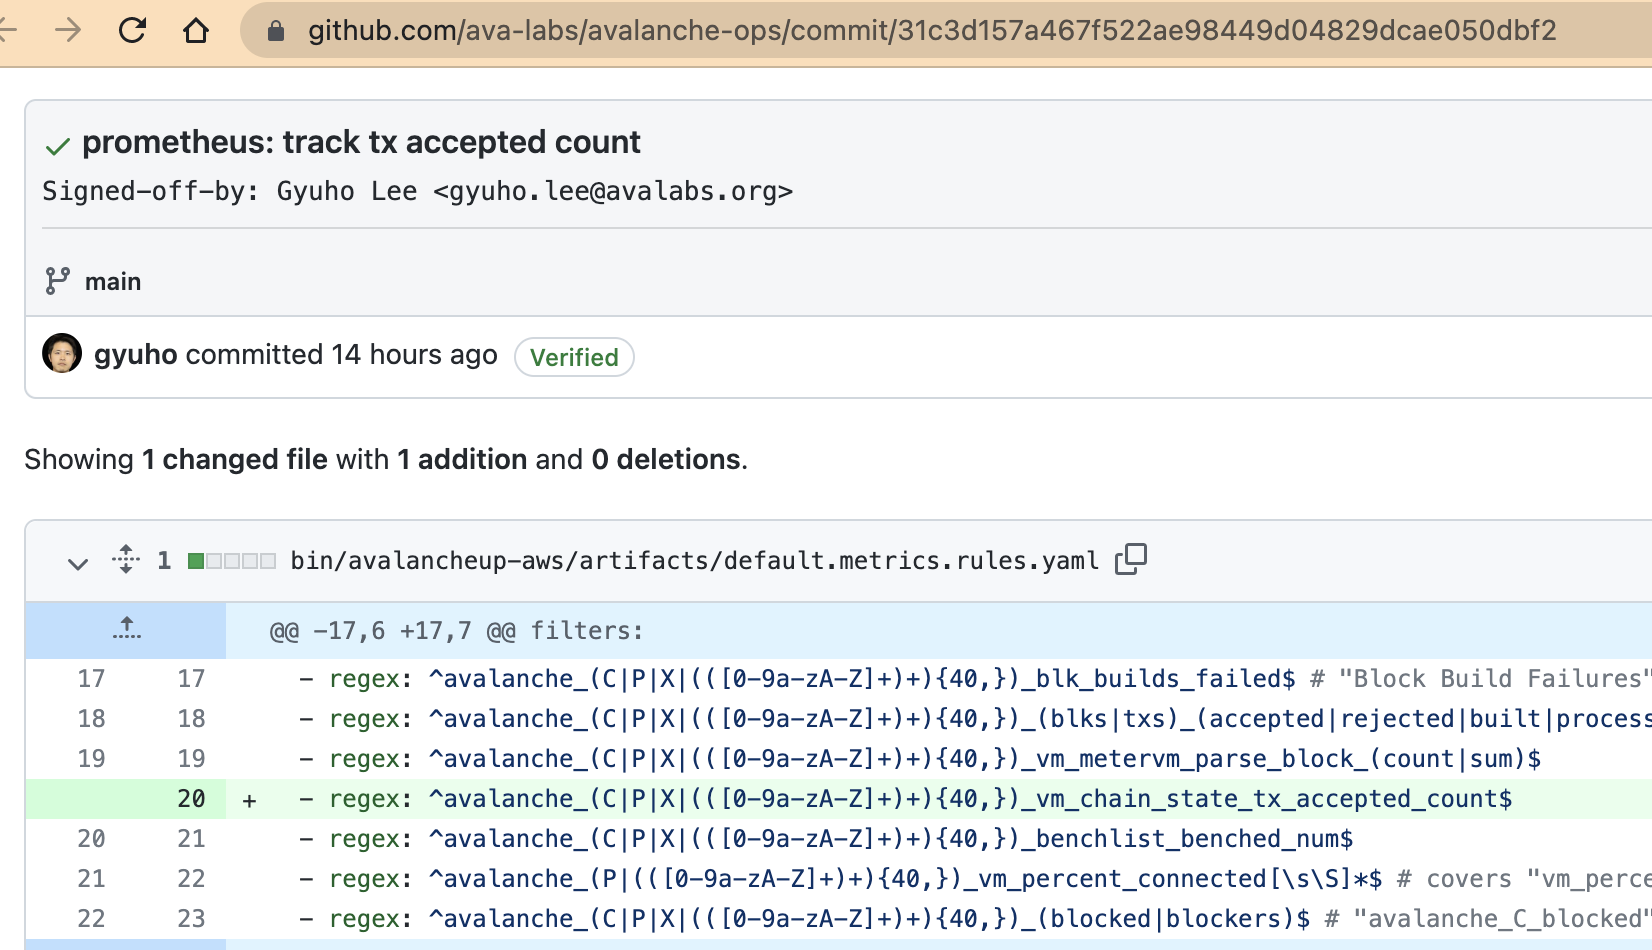 github.com/ava-labs/avalanche-ops/commit/31c3d157a467f522ae98449d04829dcae050dbf2
prometheus: track tx accepted count
Signed-off-by: Gyuho Lee <gyuho.lee@avalabs.org>
main
gyuho committed 14 hours ago Verified
Showing 1 changed file with 1 addition and 0 deletions.
1 bin/avalancheup-aws/artifacts/default.metrics.rules.yaml
@@ -17,6 +17,7 @@ filters:
17 17 - regex: ^avalanche_(C|P|X|(([0-9a-zA-Z]+)+){40,})_blk_builds_failed$ # "Block Build Failures"
18 18 - regex: ^avalanche_(C|P|X|(([0-9a-zA-Z]+)+){40,})_(blks|txs)_(accepted|rejected|built|process
19 19 - regex: ^avalanche_(C|P|X|(([0-9a-zA-Z]+)+){40,})_vm_metervm_parse_block_(count|sum)$
20 + - regex: ^avalanche_(C|P|X|(([0-9a-zA-Z]+)+){40,})_vm_chain_state_tx_accepted_count$
20 21 - regex: ^avalanche_(C|P|X|(([0-9a-zA-Z]+)+){40,})_benchlist_benched_num$
21 22 - regex: ^avalanche_(P|(([0-9a-zA-Z]+)+){40,})_vm_percent_connected[\s\S]*$ # covers "vm_perce
22 23 - regex: ^avalanche_(C|P|X|(([0-9a-zA-Z]+)+){40,})_(blocked|blockers)$ # "avalanche_C_blocked"